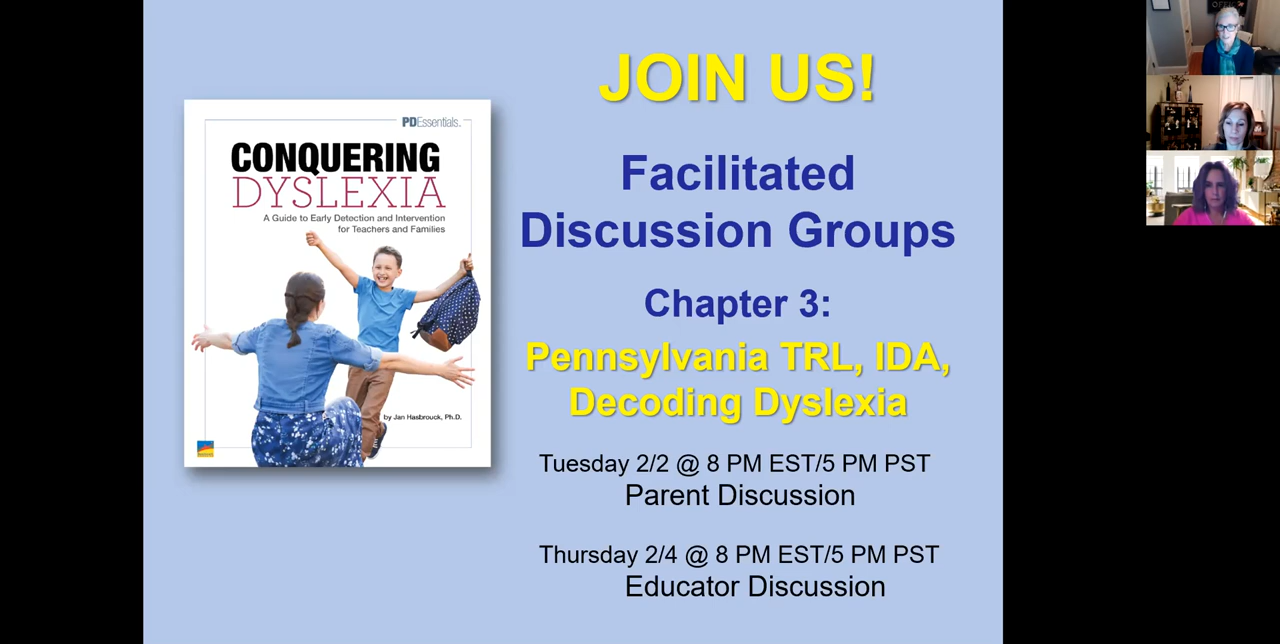 PDEssentials.
CONQUERING
DYSLEXIA
A Guide to Early Detection and Intervention
for Teachers and Families
by Jan Hasbrouck, Ph.D.
JOIN US!
Facilitated
Discussion Groups
Chapter 3:
Pennsylvania TRL, IDA,
Decoding Dyslexia
Tuesday 2/2 @ 8 PM EST/5 PM PST
Parent Discussion
Thursday 2/4 @ 8 PM EST/5 PM PST
Educator Discussion